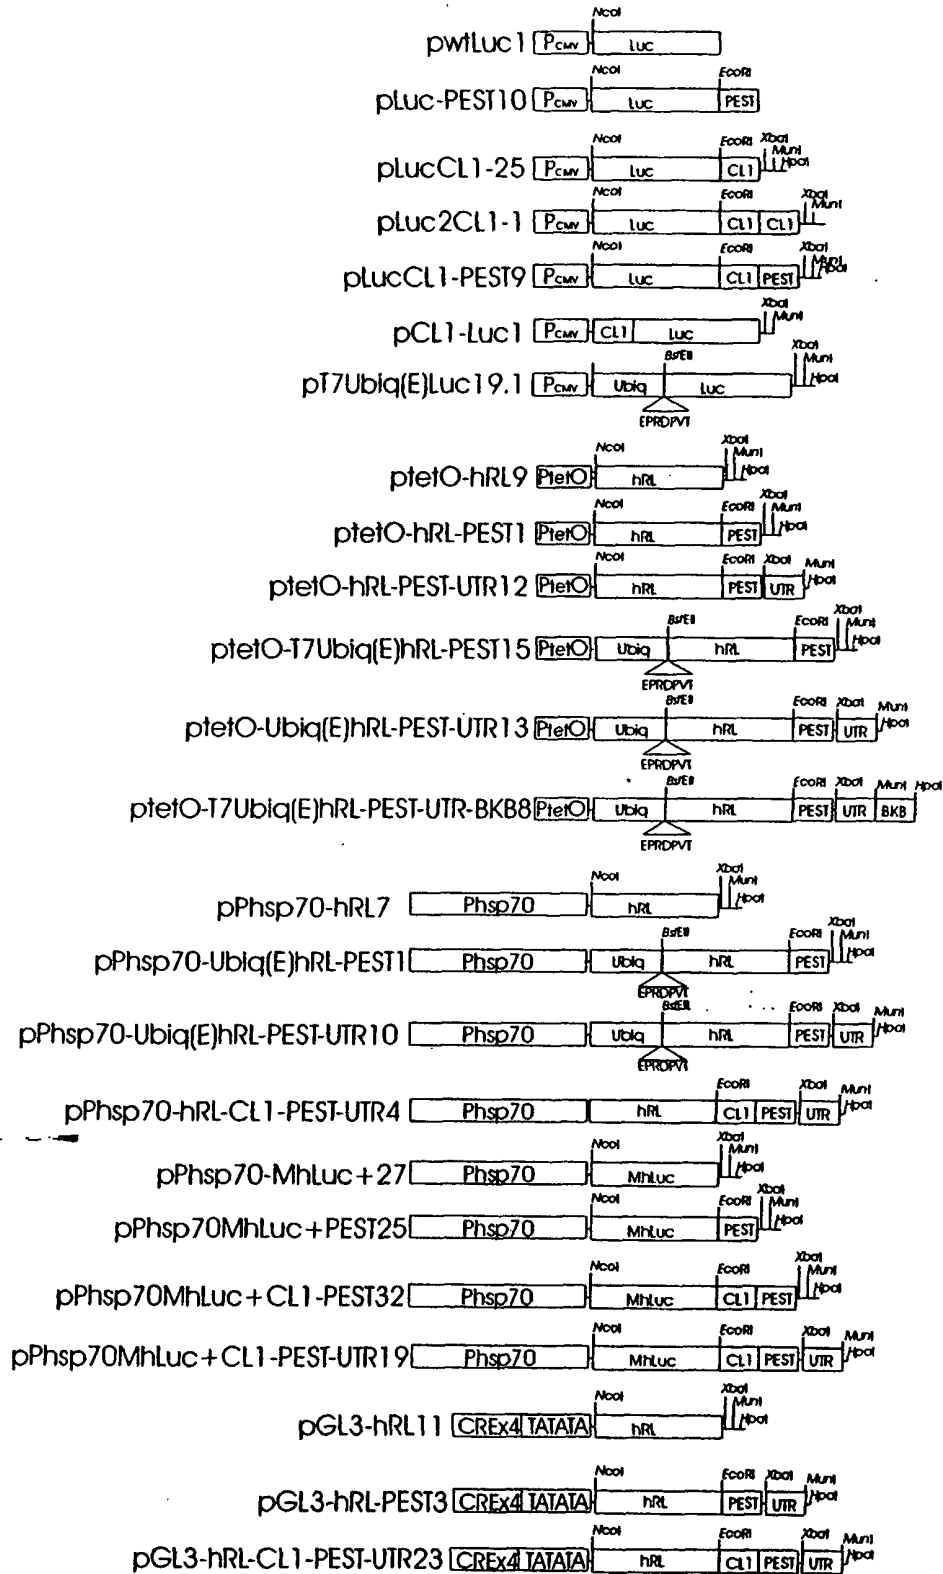 NcoI
pwtLuc1 PCMV Luc
NcoI EcoRI
pLuc-PEST10 PCMV Luc PEST
EcoRI XbaI MunI HpaI
pLucCL1-25 PCMV Luc CL1
NcoI EcoRI XbaI MunI
pLuc2CL1-1 PCMV Luc CL1 CL1
NcoI EcoRI XbaI MunI HpaI
pLucCL1-PEST9 PCMV Luc CL1 PEST
XbaI MunI
pCL1-Luc1 PCMV CL1 Luc
BstEII XbaI MunI HpaI
pT7Ubiq(E)Luc19.1 PCMV Ubiq Luc
EPRDPVT
NcoI XbaI MunI HpaI
ptetO-hRL9 PtetO hRL
NcoI EcoRI XbaI MunI HpaI
ptetO-hRL-PEST1 PtetO hRL PEST
NcoI EcoRI XbaI MunI HpaI
ptetO-hRL-PEST-UTR12 PtetO hRL PEST UTR
BstEII EcoRI XbaI MunI HpaI
ptetO-T7Ubiq(E)hRL-PEST15 PtetO Ubiq hRL PEST
EPRDPVT
BstEII EcoRI XbaI MunI HpaI
ptetO-Ubiq(E)hRL-PEST-UTR13 PtetO Ubiq hRL PEST UTR
EPRDPVT
BstEII EcoRI XbaI MunI HpaI
ptetO-T7Ubiq(E)hRL-PEST-UTR-BKB8 PtetO Ubiq hRL PEST UTR BKB
EPRDPVT
NcoI XbaI MunI HpaI
pPhsp70-hRL7 Phsp70 hRL
BstEII EcoRI XbaI MunI HpaI
pPhsp70-Ubiq(E)hRL-PEST1 Phsp70 Ubiq hRL PEST
EPRDPVT
BstEII EcoRI XbaI MunI HpaI
pPhsp70-Ubiq(E)hRL-PEST-UTR10 Phsp70 Ubiq hRL PEST UTR
EPRDPVT
EcoRI XbaI MunI HpaI
pPhsp70-hRL-CL1-PEST-UTR4 Phsp70 hRL CL1 PEST UTR
NcoI XbaI MunI HpaI
pPhsp70-MhLuc+27 Phsp70 MhLuc
NcoI EcoRI XbaI MunI HpaI
pPhsp70MhLuc+PEST25 Phsp70 MhLuc PEST
NcoI EcoRI XbaI MunI HpaI
pPhsp70MhLuc+CL1-PEST32 Phsp70 MhLuc CL1 PEST
NcoI EcoRI XbaI MunI HpaI
pPhsp70MhLuc+CL1-PEST-UTR19 Phsp70 MhLuc CL1 PEST UTR
NcoI XbaI MunI HpaI
pGL3-hRL11 CREx4 TATATA hRL
NcoI EcoRI XbaI MunI HpaI
pGL3-hRL-PEST3 CREx4 TATATA hRL PEST UTR
NcoI EcoRI XbaI MunI HpaI
pGL3-hRL-CL1-PEST-UTR23 CREx4 TATATA hRL CL1 PEST UTR